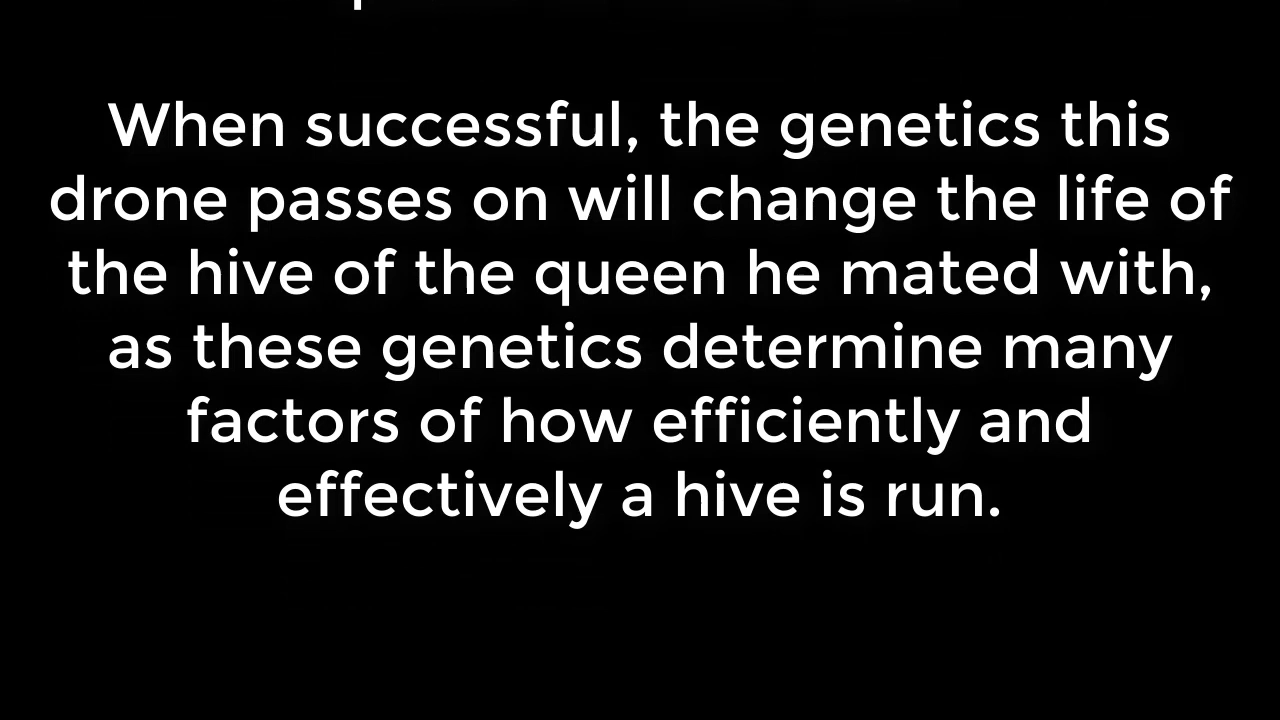 When successful, the genetics this
drone passes on will change the life of
the hive of the queen he mated with,
as these genetics determine many
factors of how efficiently and
effectively a hive is run.